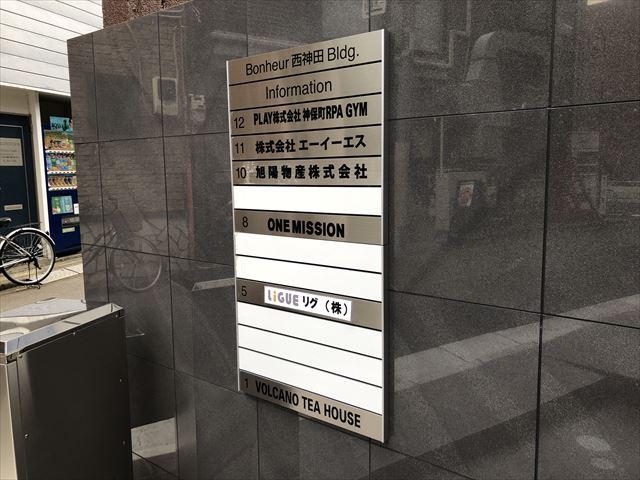 Bonheur 西神田 Bldg.
Information
12 PLAY株式会社 神保町RPA GYM
11 株式会社 エーイーエス
10 旭陽物産株式会社
8 ONE MISSION
5 LiGUE リグ（株）
1 VOLCANO TEA HOUSE